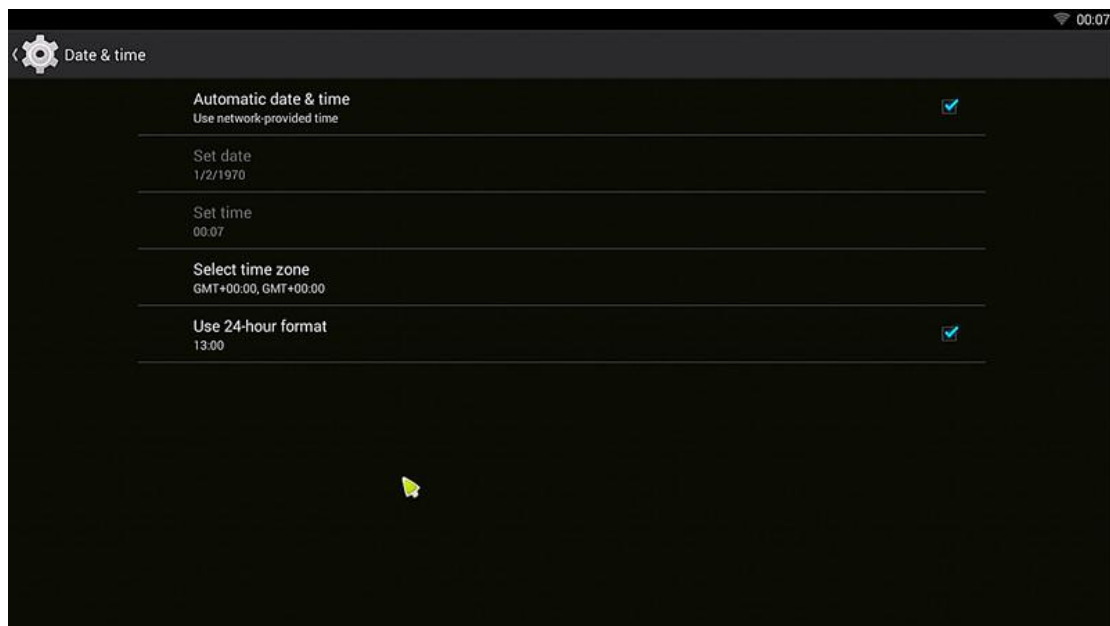 00:07
Date & time
Automatic date & time
Use network-provided time
Set date
1/2/1970
Set time
00:07
Select time zone
GMT+00:00, GMT+00:00
Use 24-hour format
13:00